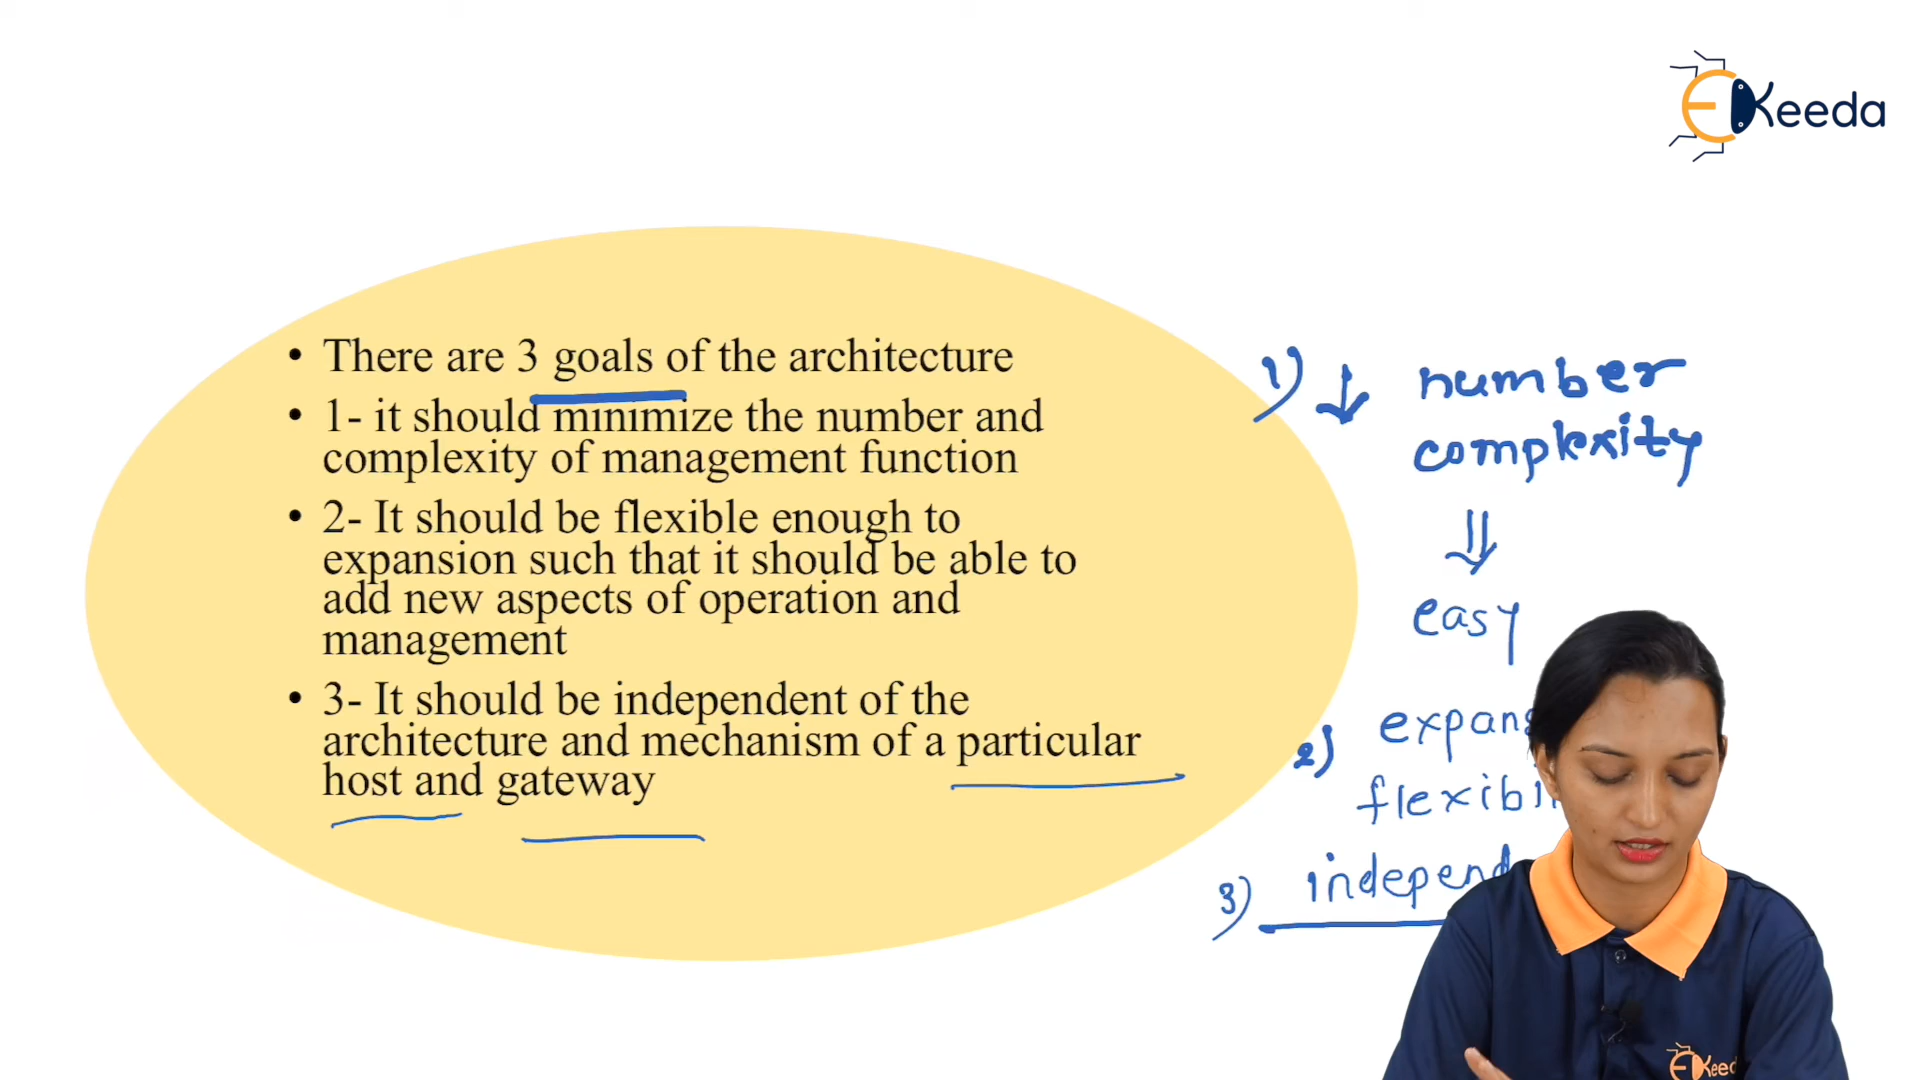 EKeeda
• There are 3 goals of the architecture
• 1- it should minimize the number and
complexity of management function
• 2- It should be flexible enough to
expansion such that it should be able to
add new aspects of operation and
management
• 3- It should be independent of the
architecture and mechanism of a particular
host and gateway
1) ↓ number
complexity
⇓
easy
2)
3)